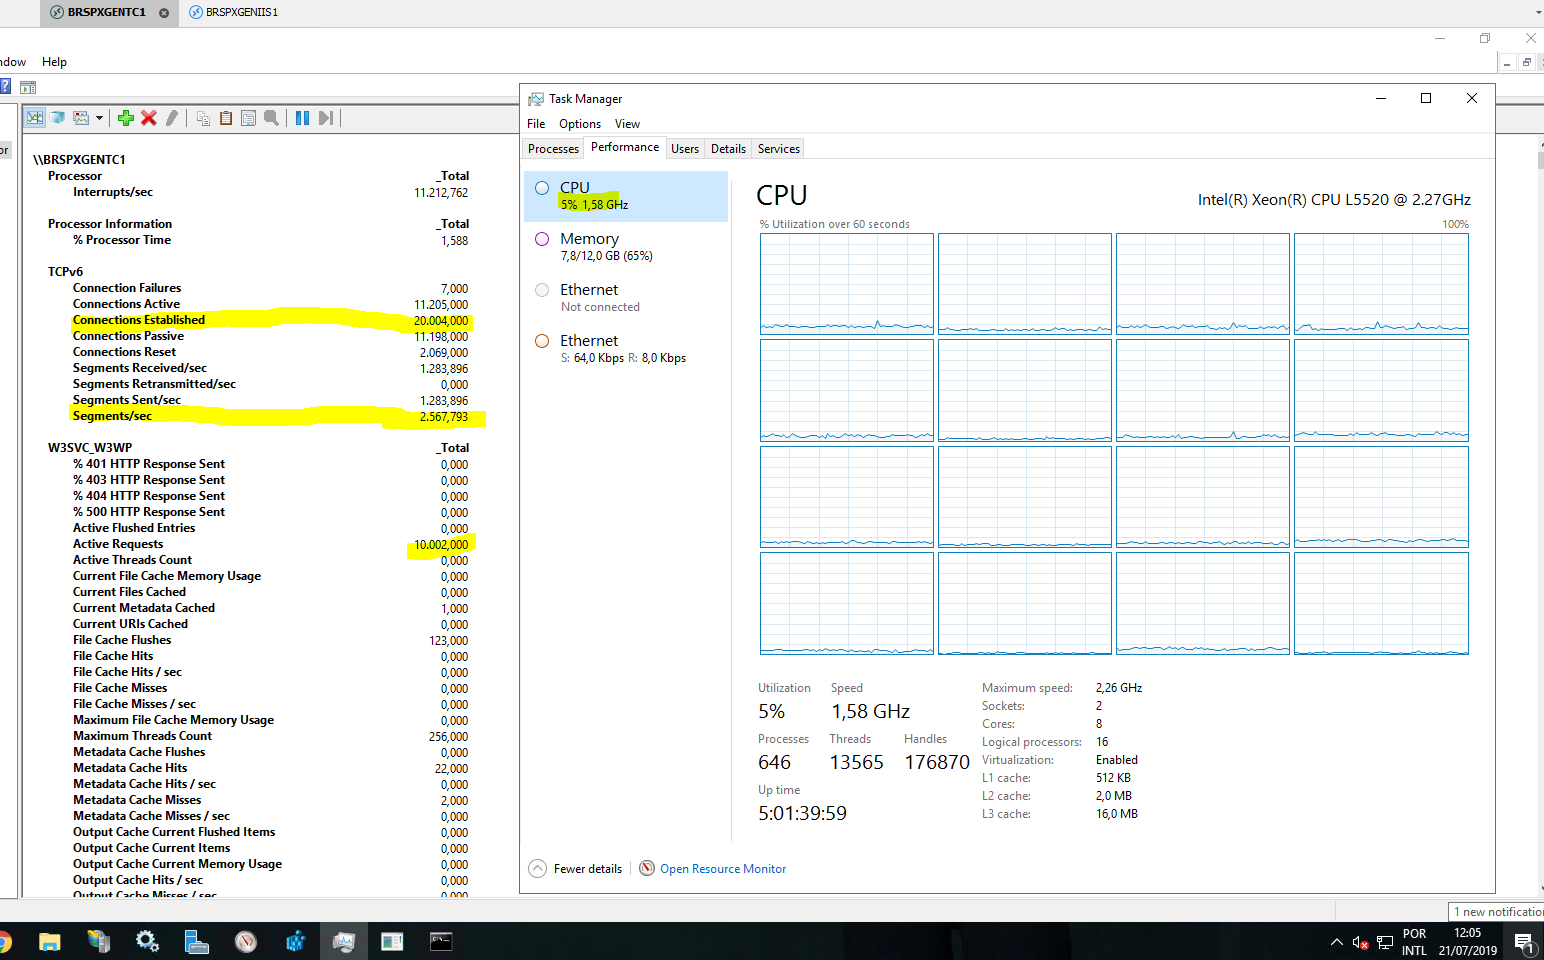 BRSPXGENTC1
BRSPXGENIIS1
ndow Help
or
\\BRSPXGENTC1
Processor _Total
Interrupts/sec 11.212,762
Processor Information _Total
% Processor Time 1,588
TCPv6
Connection Failures 7,000
Connections Active 11.205,000
Connections Established 20.004,000
Connections Passive 11.198,000
Connections Reset 2.069,000
Segments Received/sec 1.283,896
Segments Retransmitted/sec 0,000
Segments Sent/sec 1.283,896
Segments/sec 2.567,793
W3SVC_W3WP _Total
% 401 HTTP Response Sent 0,000
% 403 HTTP Response Sent 0,000
% 404 HTTP Response Sent 0,000
% 500 HTTP Response Sent 0,000
Active Flushed Entries 0,000
Active Requests 10.002,000
Active Threads Count 0,000
Current File Cache Memory Usage 0,000
Current Files Cached 0,000
Current Metadata Cached 1,000
Current URIs Cached 0,000
File Cache Flushes 123,000
File Cache Hits 0,000
File Cache Hits / sec 0,000
File Cache Misses 0,000
File Cache Misses / sec 0,000
Maximum File Cache Memory Usage 0,000
Maximum Threads Count 256,000
Metadata Cache Flushes 0,000
Metadata Cache Hits 22,000
Metadata Cache Hits / sec 0,000
Metadata Cache Misses 2,000
Metadata Cache Misses / sec 0,000
Output Cache Current Flushed Items 0,000
Output Cache Current Items 0,000
Output Cache Current Memory Usage 0,000
Output Cache Hits / sec 0,000
Output Cache Misses / sec 0,000
Task Manager
File Options View
Processes Performance Users Details Services
CPU
5% 1,58 GHz
Memory
7,8/12,0 GB (65%)
Ethernet
Not connected
Ethernet
S: 64,0 Kbps R: 8,0 Kbps
CPU
Intel(R) Xeon(R) CPU L5520 @ 2.27GHz
% Utilization over 60 seconds 100%
Utilization Speed
5% 1,58 GHz
Processes Threads Handles
646 13565 176870
Up time
5:01:39:59
Maximum speed: 2,26 GHz
Sockets: 2
Cores: 8
Logical processors: 16
Virtualization: Enabled
L1 cache: 512 KB
L2 cache: 2,0 MB
L3 cache: 16,0 MB
Fewer details Open Resource Monitor
1 new notification
POR
INTL
12:05
21/07/2019
1